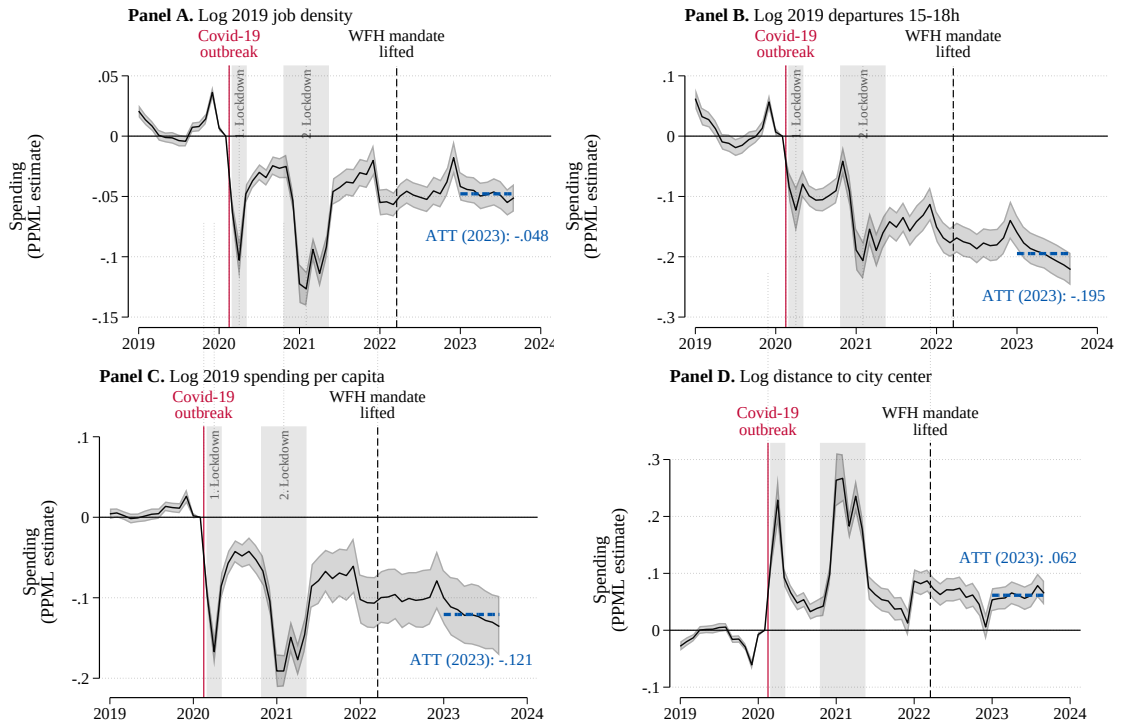 Panel A. Log 2019 job density
Covid-19
outbreak
WFH mandate
lifted
1. Lockdown
2. Lockdown
.05
0
-.05
-.1
-.15
Spending
(PPML estimate)
ATT (2023): -.048
2019
2020
2021
2022
2023
2024
Panel B. Log 2019 departures 15-18h
Covid-19
outbreak
WFH mandate
lifted
1. Lockdown
2. Lockdown
.1
0
-.1
-.2
-.3
Spending
(PPML estimate)
ATT (2023): -.195
2019
2020
2021
2022
2023
2024
Panel C. Log 2019 spending per capita
Covid-19
outbreak
WFH mandate
lifted
1. Lockdown
2. Lockdown
.1
0
-.1
-.2
Spending
(PPML estimate)
ATT (2023): -.121
2019
2020
2021
2022
2023
2024
Panel D. Log distance to city center
Covid-19
outbreak
WFH mandate
lifted
.3
.2
.1
0
-.1
Spending
(PPML estimate)
ATT (2023): .062
2019
2020
2021
2022
2023
2024